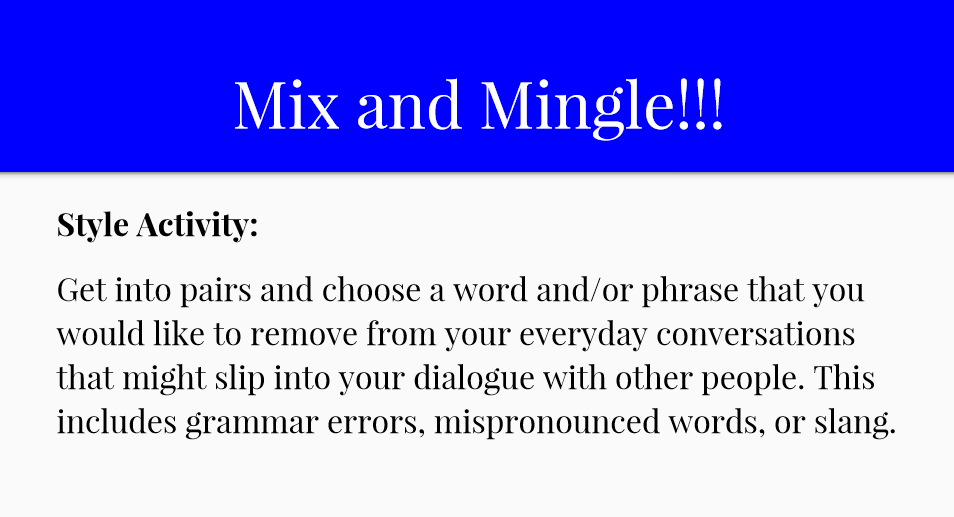 Mix and Mingle!!!
Style Activity:
Get into pairs and choose a word and/or phrase that you
would like to remove from your everyday conversations
that might slip into your dialogue with other people. This
includes grammar errors, mispronounced words, or slang.